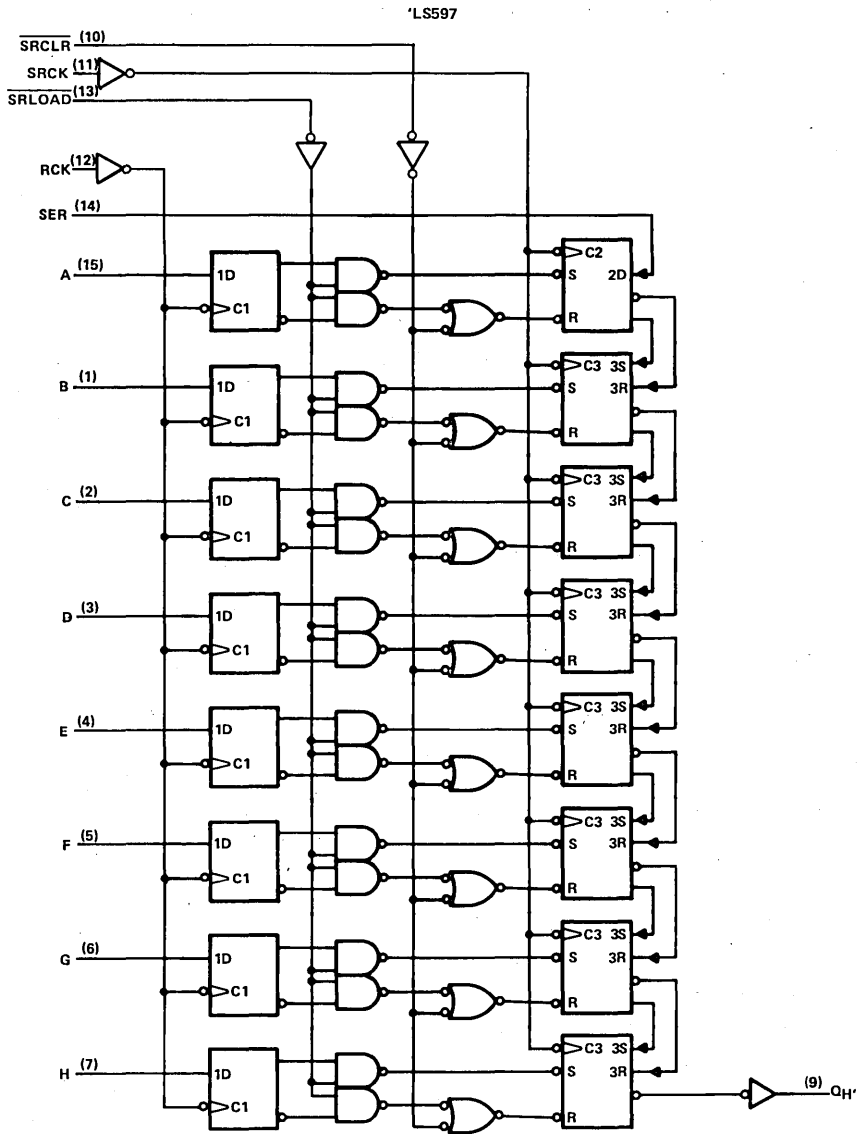 'LS597
SRCLR (10)
SRCK (11)
SRLOAD (13)
RCK (12)
SER (14)
C2
A (15) 1D S 2D
C1 R
C3 3S
B (1) 1D S 3R
C1 R
C3 3S
C (2) 1D S 3R
C1 R
C3 3S
D (3) 1D S 3R
C1 R
C3 3S
E (4) 1D S 3R
C1 R
C3 3S
F (5) 1D S 3R
C1 R
C3 3S
G (6) 1D S 3R
C1 R
C3 3S
H (7) 1D S 3R
(9) QH'
C1 R